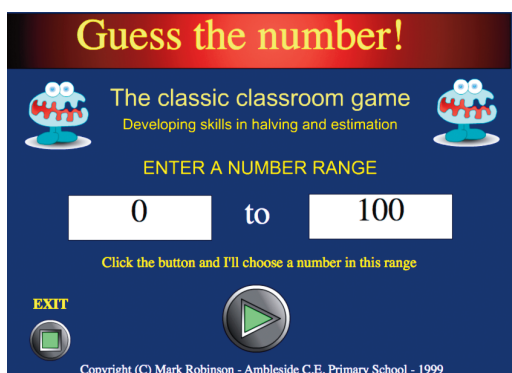 Guess the number!
The classic classroom game
Developing skills in halving and estimation
ENTER A NUMBER RANGE
0 to 100
Click the button and I'll choose a number in this range
EXIT
Copyright (C) Mark Robinson - Ambleside C.E. Primary School - 1999